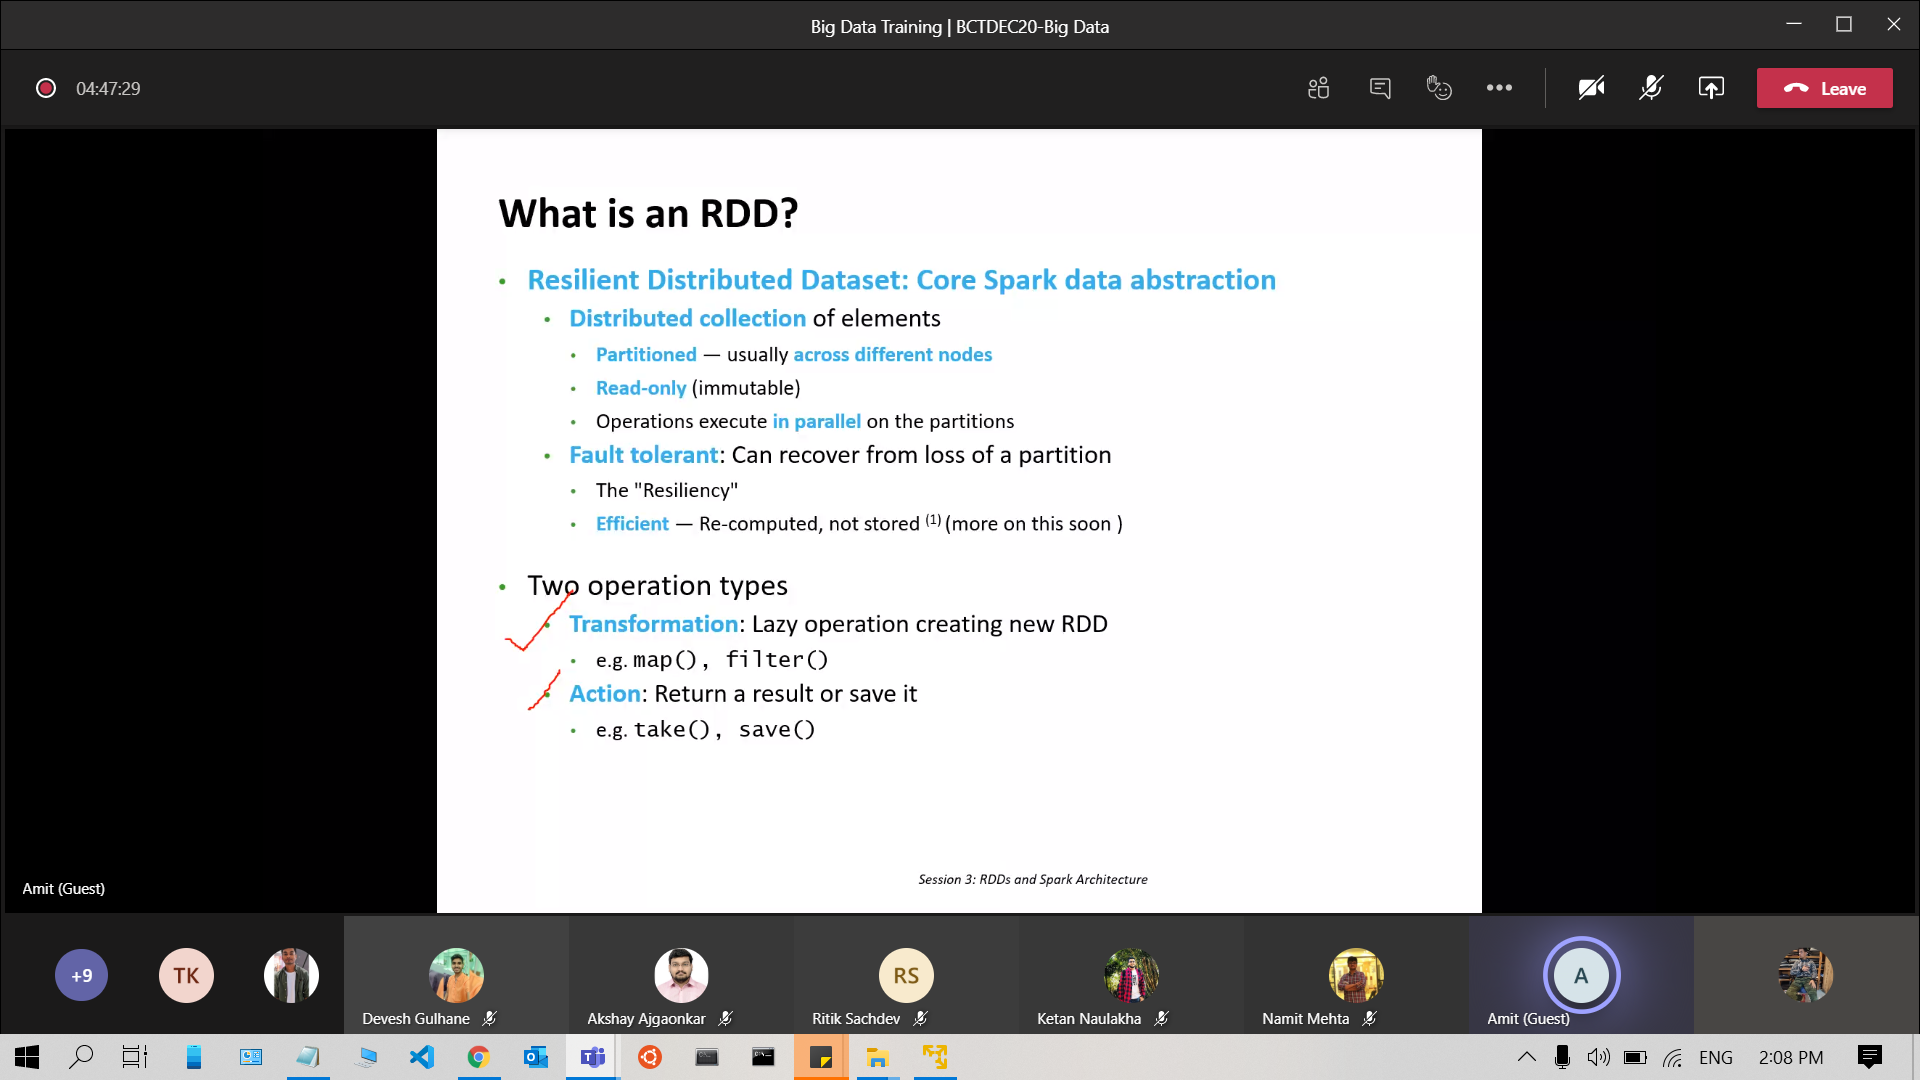 Big Data Training | BCTDEC20-Big Data
04:47:29
Leave
What is an RDD?
• Resilient Distributed Dataset: Core Spark data abstraction
• Distributed collection of elements
• Partitioned — usually across different nodes
• Read-only (immutable)
• Operations execute in parallel on the partitions
• Fault tolerant: Can recover from loss of a partition
• The "Resiliency"
• Efficient — Re-computed, not stored (1) (more on this soon )
• Two operation types
• Transformation: Lazy operation creating new RDD
• e.g. map(), filter()
• Action: Return a result or save it
• e.g. take(), save()
Session 3: RDDs and Spark Architecture
Amit (Guest)
+9
TK
RS
A
Devesh Gulhane
Akshay Ajgaonkar
Ritik Sachdev
Ketan Naulakha
Namit Mehta
Amit (Guest)
ENG
2:08 PM